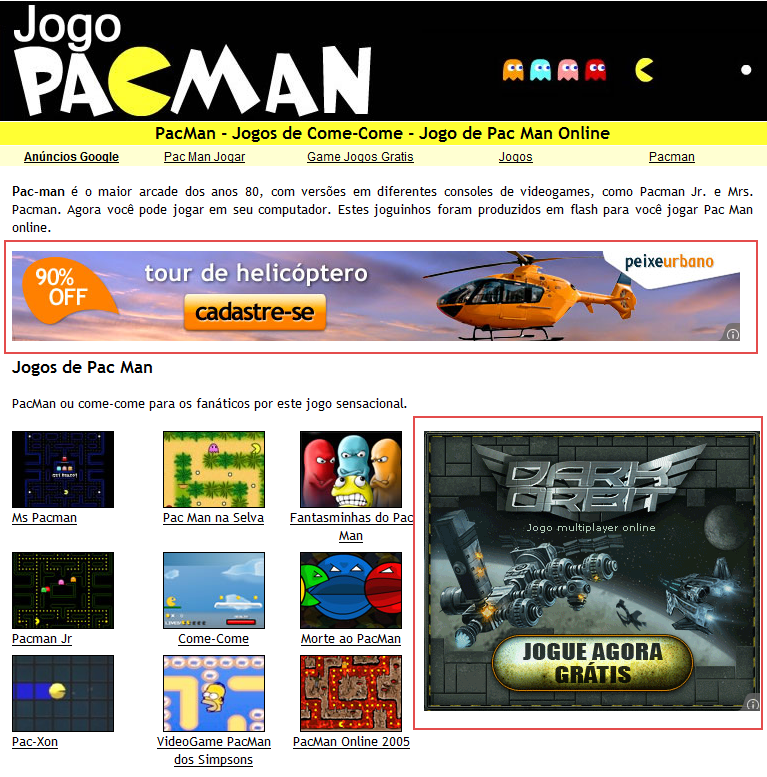 Jogo
PACMAN
PacMan - Jogos de Come-Come - Jogo de Pac Man Online
Anúncios Google Pac Man Jogar Game Jogos Gratis Jogos Pacman
Pac-man é o maior arcade dos anos 80, com versões em diferentes consoles de videogames, como Pacman Jr. e Mrs.
Pacman. Agora você pode jogar em seu computador. Estes joguinhos foram produzidos em flash para você jogar Pac Man
online.
90%
OFF
tour de helicóptero
cadastre-se
peixeurbano
Jogos de Pac Man
PacMan ou come-come para os fanáticos por este jogo sensacional.
Ms Pacman
Pac Man na Selva
Fantasminhas do Pac
Man
Pacman Jr
Come-Come
Morte ao PacMan
Pac-Xon
VideoGame PacMan
dos Simpsons
PacMan Online 2005
DARK
ORBIT
Jogo multiplayer online
JOGUE AGORA
GRÁTIS